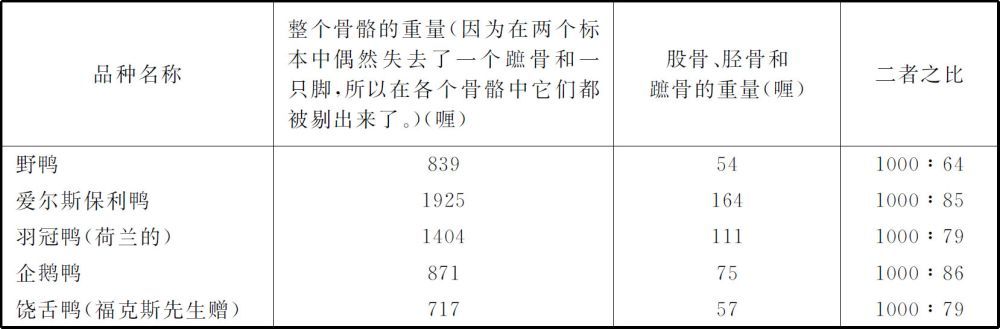 品种名称
整个骨骼的重量(因为在两个标
本中偶然失去了一个蹠骨和一
只脚,所以在各个骨骼中它们都
被剔出来了。)(喱)
股骨、胫骨和
蹠骨的重量(喱)
二者之比
野鸭 839 54 1000∶64
爱尔斯保利鸭 1925 164 1000∶85
羽冠鸭(荷兰的) 1404 111 1000∶79
企鹅鸭 871 75 1000∶86
饶舌鸭(福克斯先生赠) 717 57 1000∶79